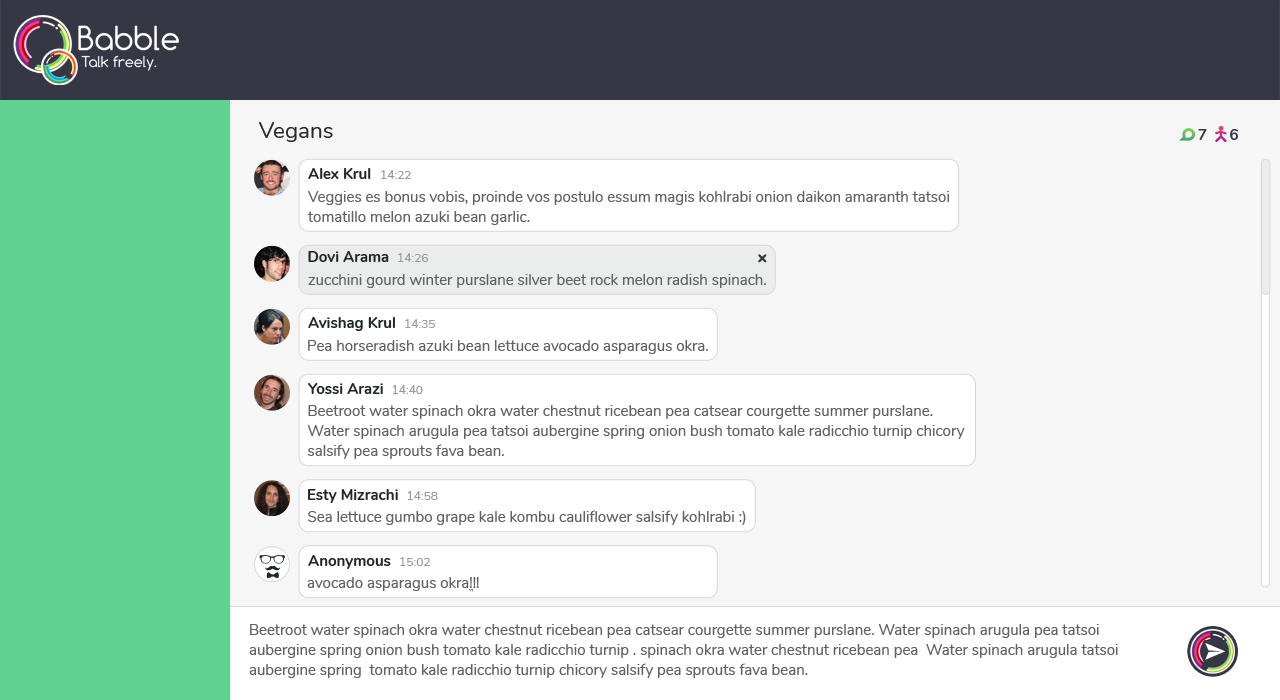 Babble
Talk freely.
Vegans
7 6
Alex Krul 14:22
Veggies es bonus vobis, proinde vos postulo essum magis kohlrabi onion daikon amaranth tatsoi
tomatillo melon azuki bean garlic.
Dovi Arama 14:26
zucchini gourd winter purslane silver beet rock melon radish spinach.
Avishag Krul 14:35
Pea horseradish azuki bean lettuce avocado asparagus okra.
Yossi Arazi 14:40
Beetroot water spinach okra water chestnut ricebean pea catsear courgette summer purslane.
Water spinach arugula pea tatsoi aubergine spring onion bush tomato kale radicchio turnip chicory
salsify pea sprouts fava bean.
Esty Mizrachi 14:58
Sea lettuce gumbo grape kale kombu cauliflower salsify kohlrabi :)
Anonymous 15:02
avocado asparagus okra!!!
Beetroot water spinach okra water chestnut ricebean pea catsear courgette summer purslane. Water spinach arugula pea tatsoi
aubergine spring onion bush tomato kale radicchio turnip . spinach okra water chestnut ricebean pea  Water spinach arugula tatsoi
aubergine spring  tomato kale radicchio turnip chicory salsify pea sprouts fava bean.